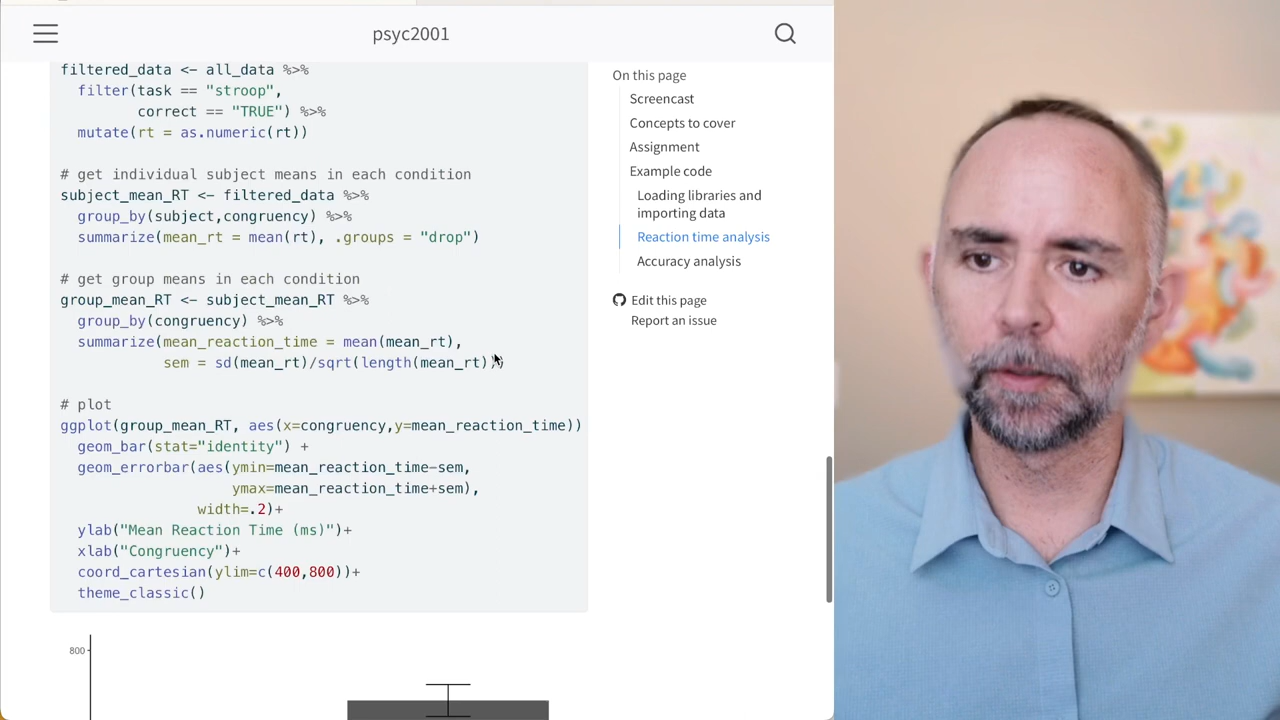 psyc2001
filtered_data <- all_data %>%
filter(task == "stroop",
correct == "TRUE") %>%
mutate(rt = as.numeric(rt))
# get individual subject means in each condition
subject_mean_RT <- filtered_data %>%
group_by(subject,congruency) %>%
summarize(mean_rt = mean(rt), .groups = "drop")
# get group means in each condition
group_mean_RT <- subject_mean_RT %>%
group_by(congruency) %>%
summarize(mean_reaction_time = mean(mean_rt),
sem = sd(mean_rt)/sqrt(length(mean_rt)))
# plot
ggplot(group_mean_RT, aes(x=congruency,y=mean_reaction_time))
geom_bar(stat="identity") +
geom_errorbar(aes(ymin=mean_reaction_time-sem,
ymax=mean_reaction_time+sem),
width=.2)+
ylab("Mean Reaction Time (ms)")+
xlab("Congruency")+
coord_cartesian(ylim=c(400,800))+
theme_classic()
800
On this page
Screencast
Concepts to cover
Assignment
Example code
Loading libraries and
importing data
Reaction time analysis
Accuracy analysis
Edit this page
Report an issue